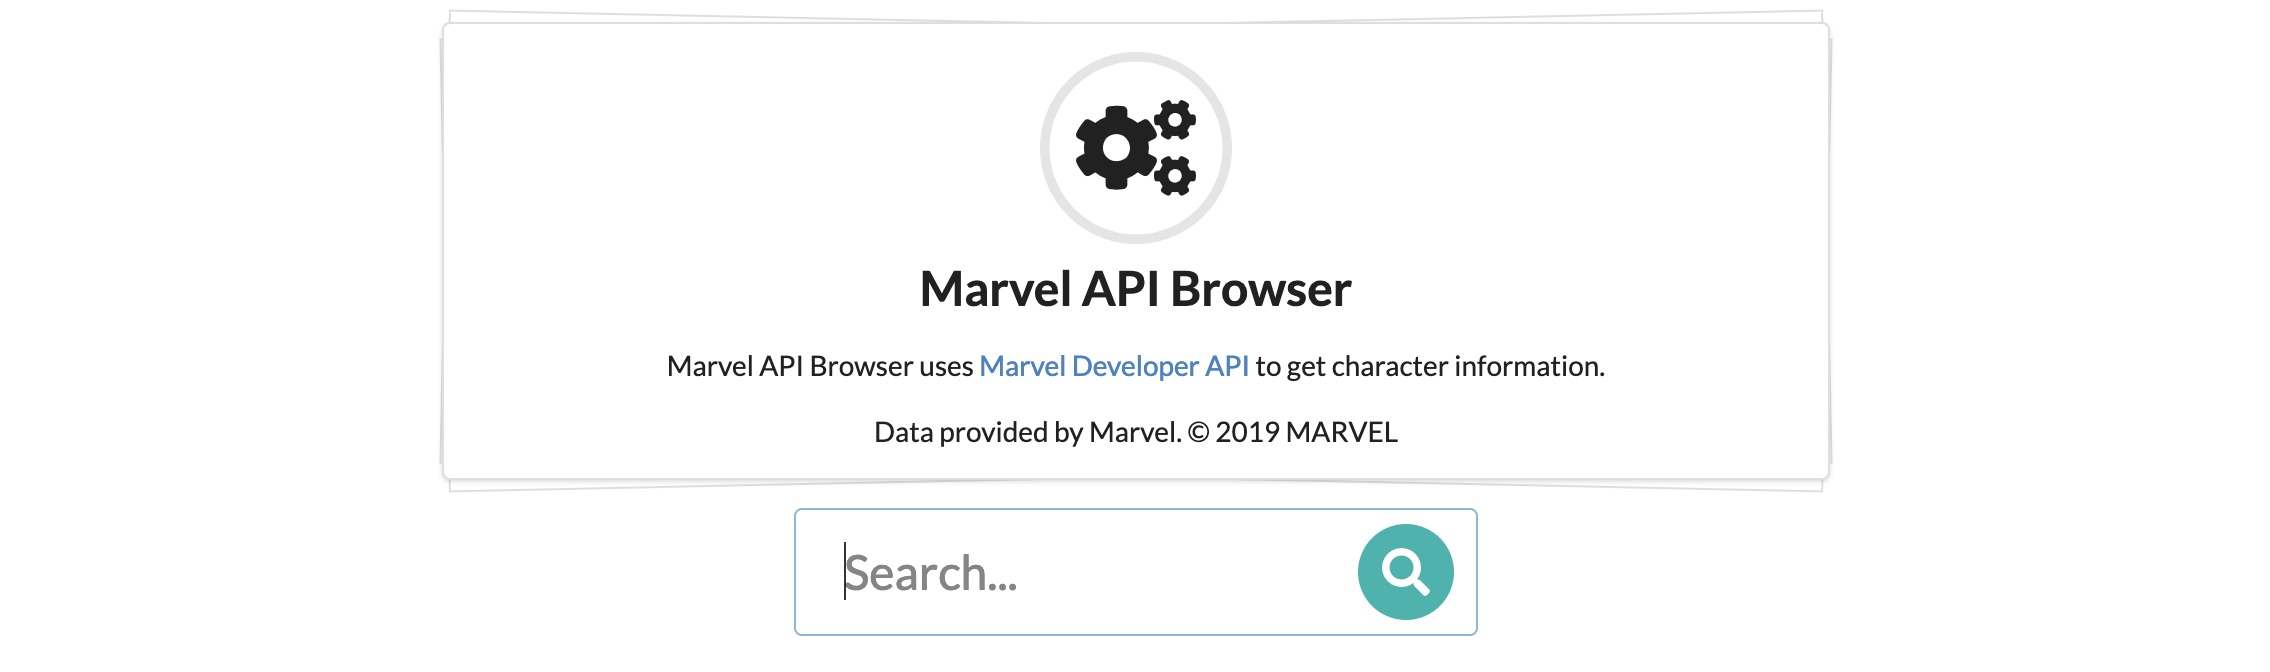 Marvel API Browser
Marvel API Browser uses Marvel Developer API to get character information.
Data provided by Marvel. © 2019 MARVEL
Search...